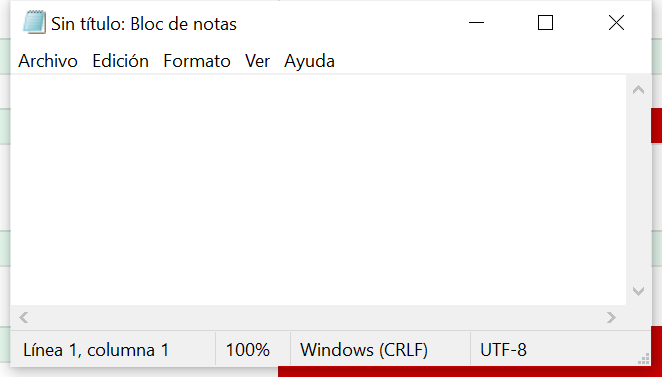 Sin título: Bloc de notas
Archivo Edición Formato Ver Ayuda
Línea 1, columna 1 100% Windows (CRLF) UTF-8